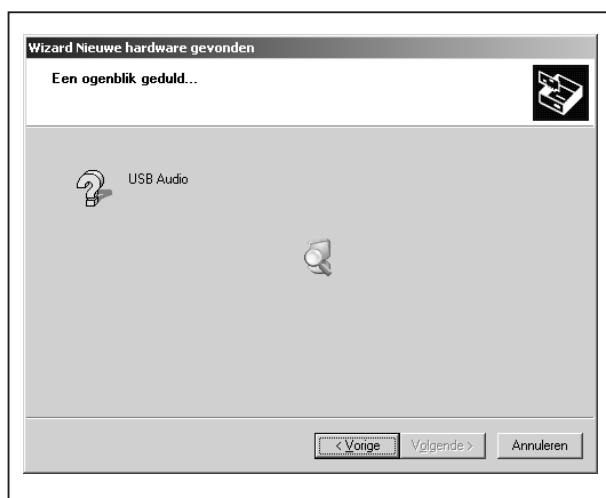 Wizard Nieuwe hardware gevonden
Een ogenblik geduld...
USB Audio
< Vorige
Volgende >
Annuleren